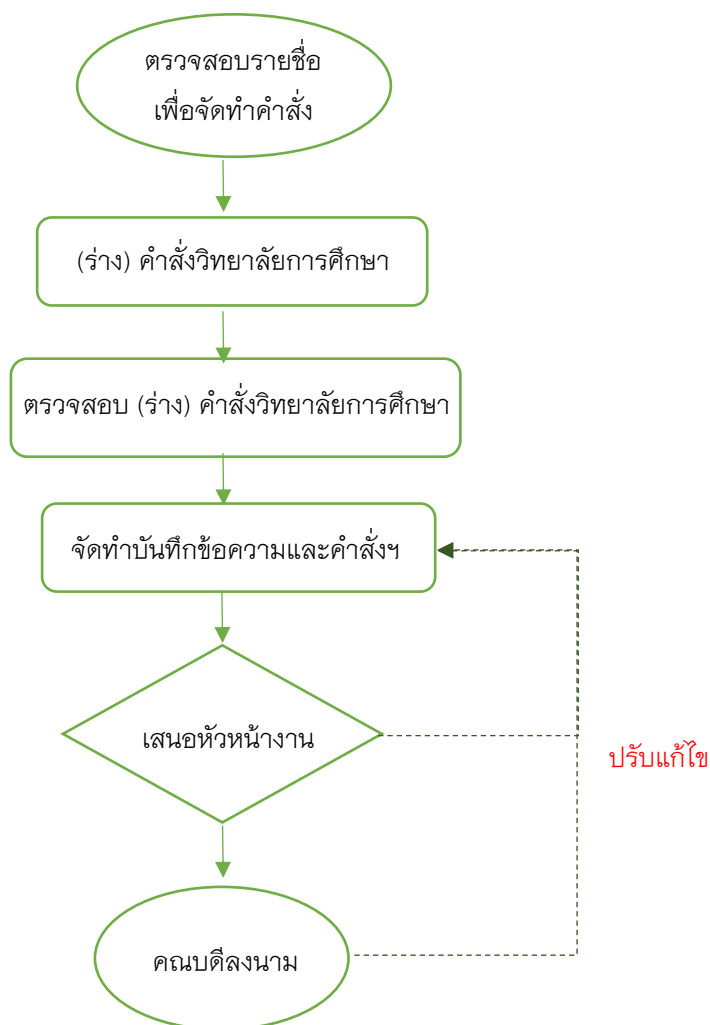 ตรวจสอบรายชื่อ
เพื่อจัดทำคำสั่ง
(ร่าง) คำสั่งวิทยาลัยการศึกษา
ตรวจสอบ (ร่าง) คำสั่งวิทยาลัยการศึกษา
จัดทำบันทึกข้อความและคำสั่งฯ
เสนอหัวหน้างาน
ปรับแก้ไข
คณบดีลงนาม